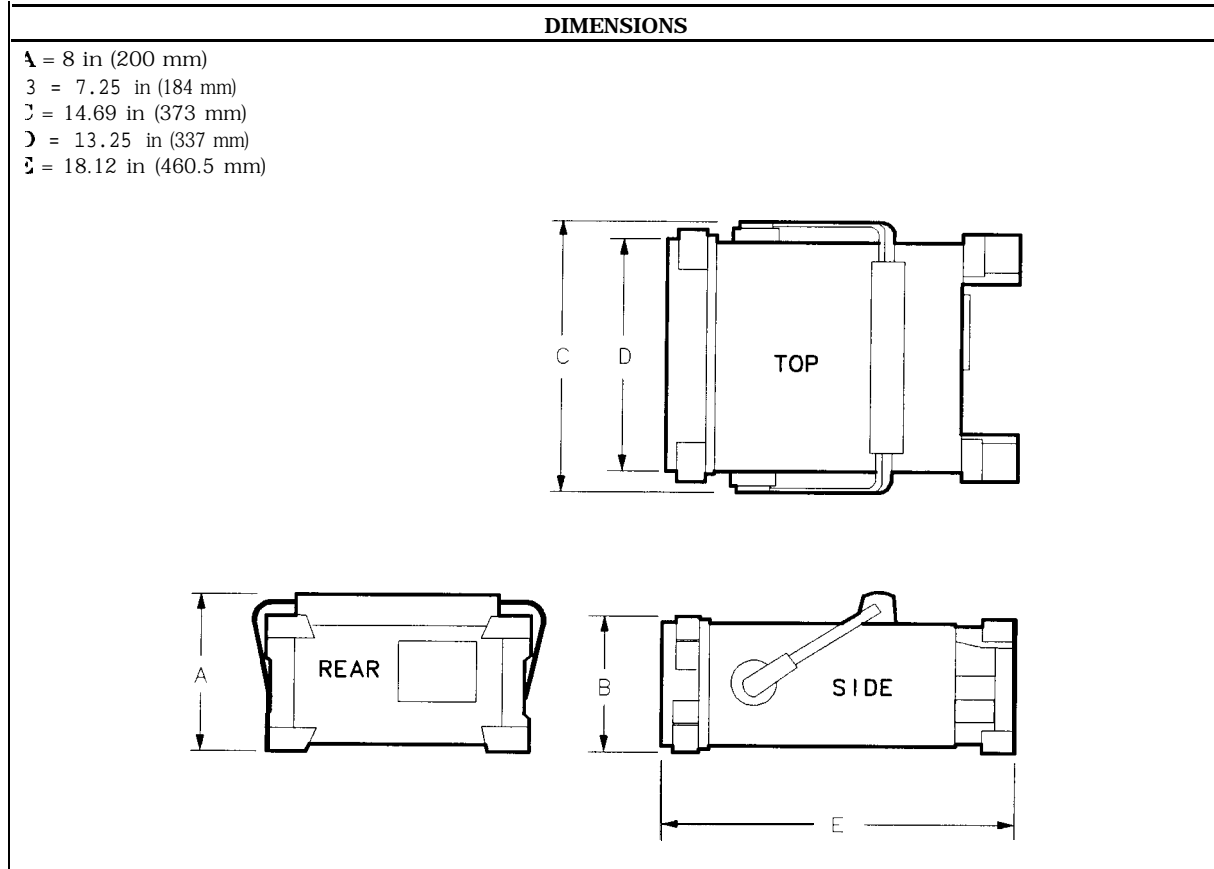 DIMENSIONS
A = 8 in (200 mm)
3 = 7.25 in (184 mm)
C = 14.69 in (373 mm)
D = 13.25 in (337 mm)
E = 18.12 in (460.5 mm)
C
D
TOP
A
REAR
B
SIDE
E